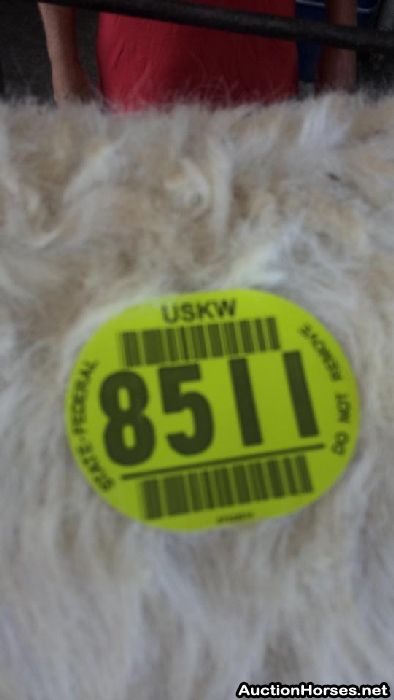 USKW
STATE-FEDERAL
8511
DO NOT REMOVE
AuctionHorses.net